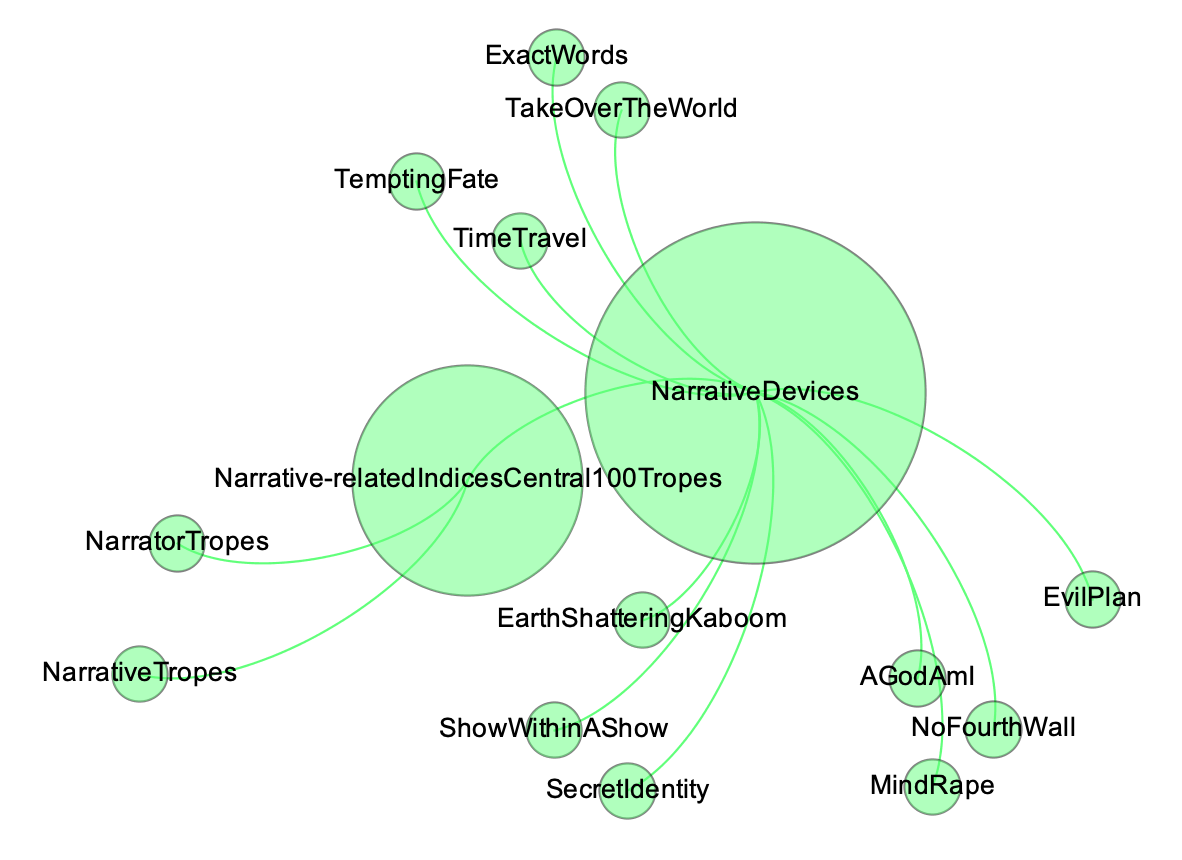 ExactWords
TakeOverTheWorld
TemptingFate
TimeTravel
NarrativeDevices
Narrative-relatedIndicesCentral100Tropes
NarratorTropes
EvilPlan
EarthShatteringKaboom
NarrativeTropes
AGodAmI
ShowWithinAShow
NoFourthWall
SecretIdentity
MindRape